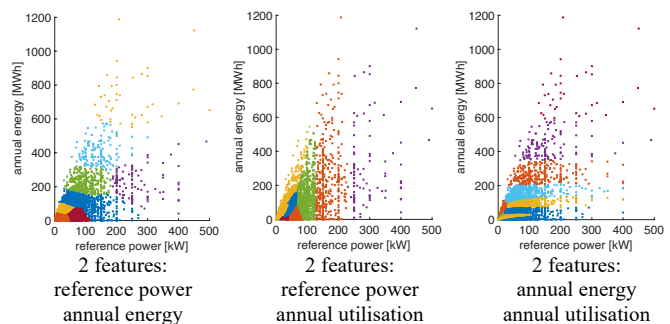 1200
1000
800
600
400
200
0
annual energy [MWh]
0 100 200 300 400 500
reference power [kW]
2 features:
reference power
annual energy
1200
1000
800
600
400
200
0
annual energy [MWh]
0 100 200 300 400 500
reference power [kW]
2 features:
reference power
annual utilisation
1200
1000
800
600
400
200
0
annual energy [MWh]
0 100 200 300 400 500
reference power [kW]
2 features:
annual energy
annual utilisation